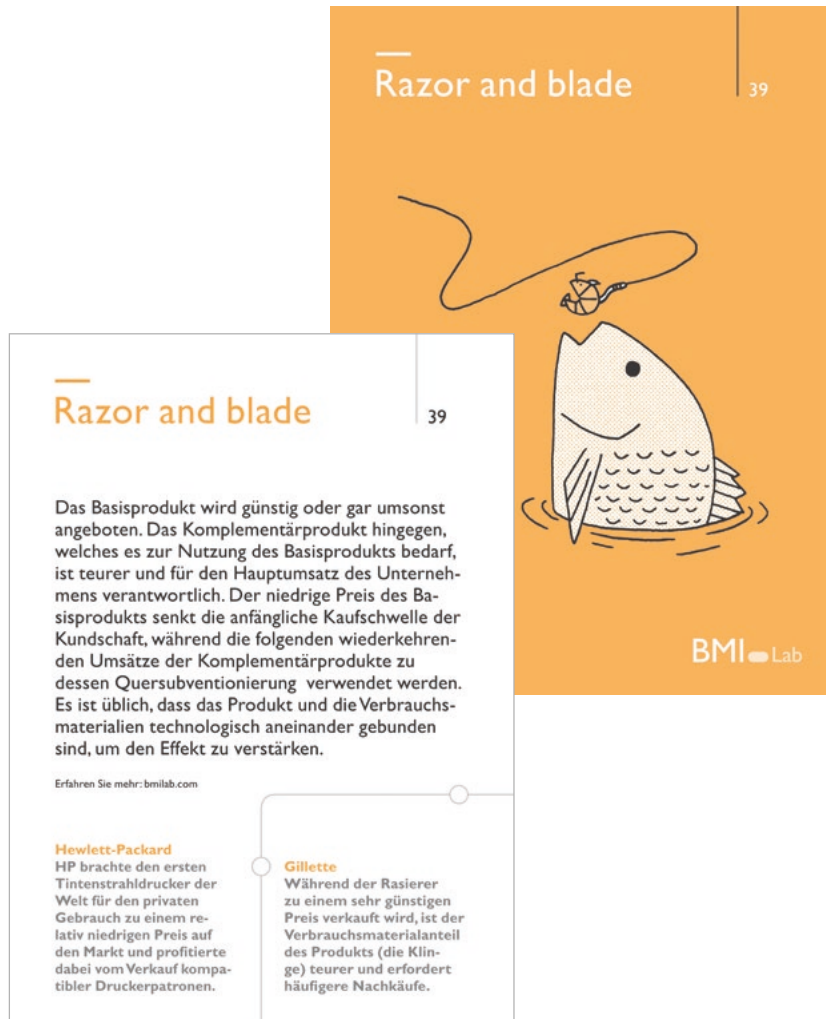 Razor and blade
39
BMI Lab
Razor and blade
39
Das Basisprodukt wird günstig oder gar umsonst
angeboten. Das Komplementärprodukt hingegen,
welches es zur Nutzung des Basisprodukts bedarf,
ist teurer und für den Hauptumsatz des Unterneh-
mens verantwortlich. Der niedrige Preis des Ba-
sisprodukts senkt die anfängliche Kaufschwelle der
Kundschaft, während die folgenden wiederkehren-
den Umsätze der Komplementärprodukte zu
dessen Quersubventionierung verwendet werden.
Es ist üblich, dass das Produkt und die Verbrauchs-
materialien technologisch aneinander gebunden
sind, um den Effekt zu verstärken.
Erfahren Sie mehr: bmilab.com
Hewlett-Packard
HP brachte den ersten
Tintenstrahldrucker der
Welt für den privaten
Gebrauch zu einem re-
lativ niedrigen Preis auf
den Markt und profitierte
dabei vom Verkauf kompa-
tibler Druckerpatronen.
Gillette
Während der Rasierer
zu einem sehr günstigen
Preis verkauft wird, ist der
Verbrauchsmaterialanteil
des Produkts (die Klin-
ge) teurer und erfordert
häufigere Nachkäufe.